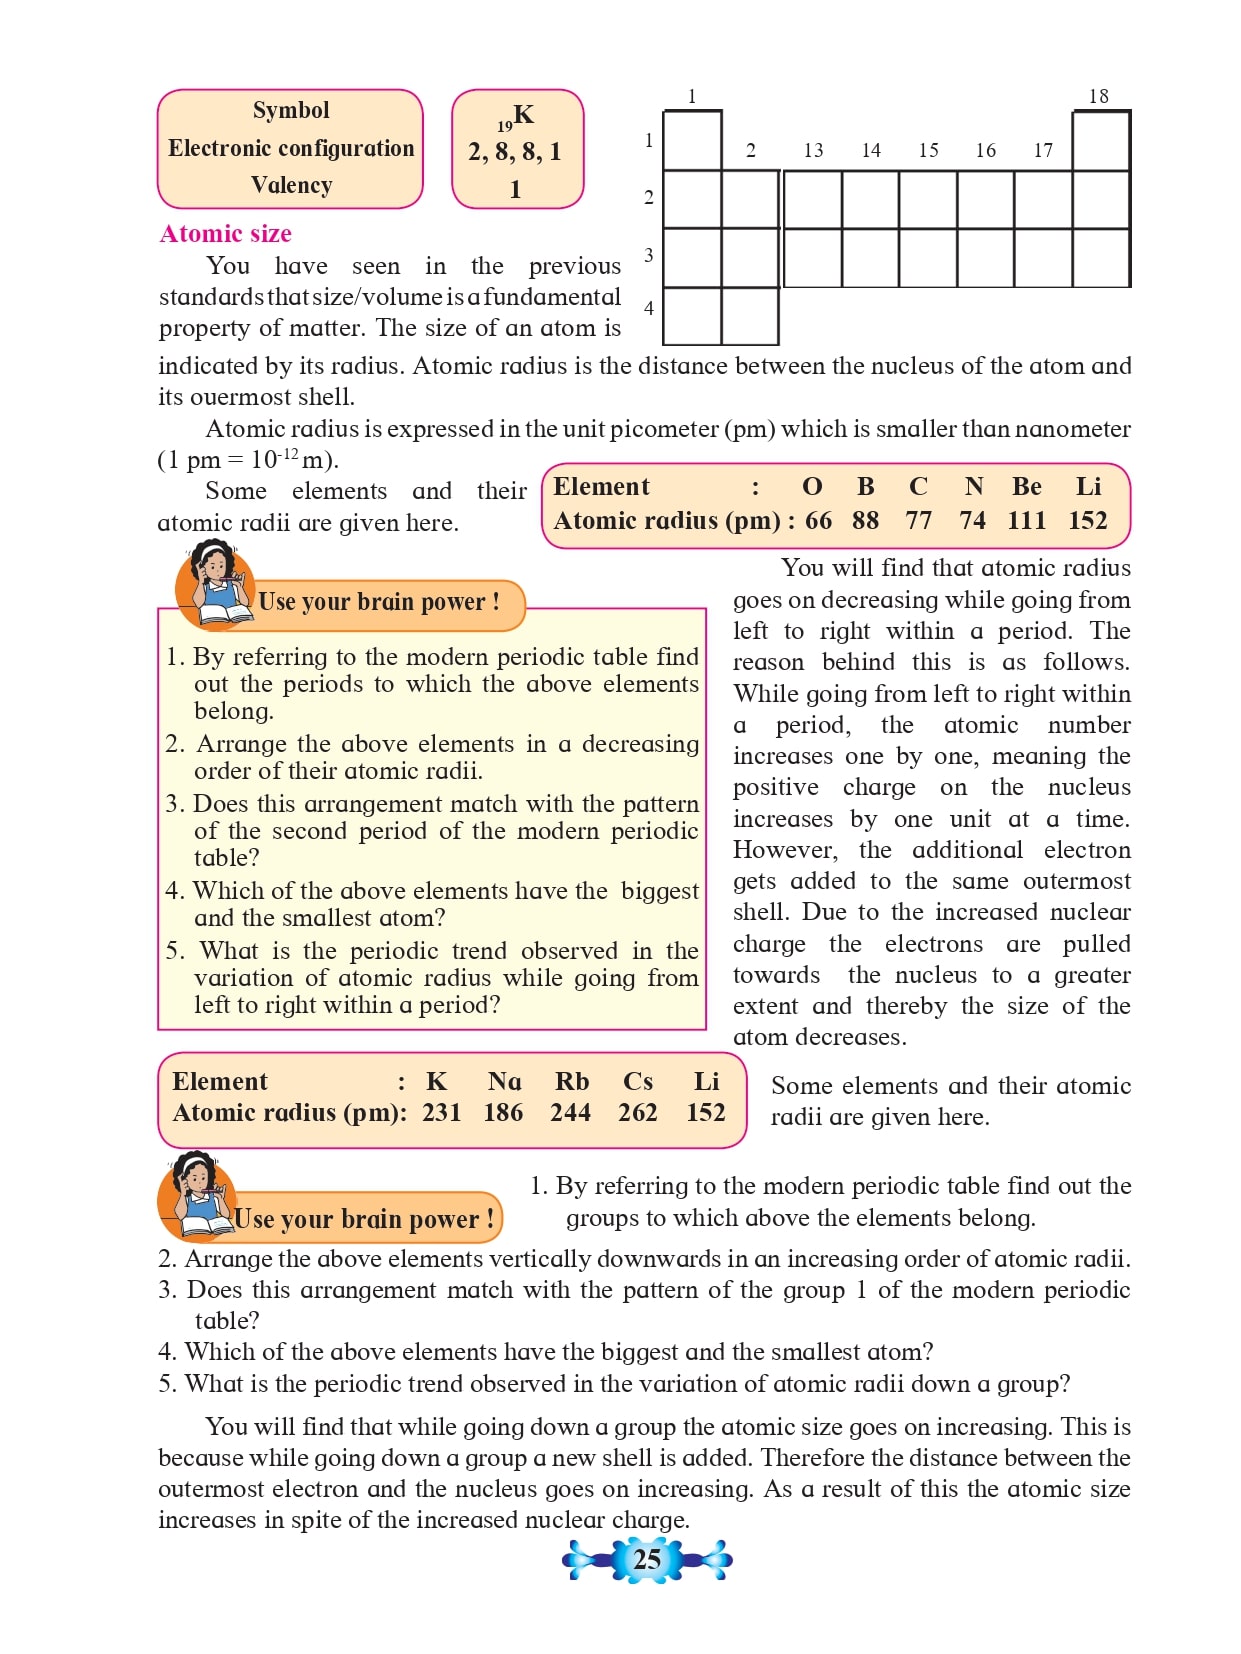 Symbol
Electronic configuration
Valency
19K
2, 8, 8, 1
1
1
18
1
2 13 14 15 16 17
2
3
4
Atomic size
You have seen in the previous
standards that size/volume is a fundamental
property of matter. The size of an atom is
indicated by its radius. Atomic radius is the distance between the nucleus of the atom and
its ouermost shell.
Atomic radius is expressed in the unit picometer (pm) which is smaller than nanometer
(1 pm = 10-12 m).
Some elements and their
atomic radii are given here.
Element : O B C N Be Li
Atomic radius (pm) : 66 88 77 74 111 152
Use your brain power !
1. By referring to the modern periodic table find
out the periods to which the above elements
belong.
2. Arrange the above elements in a decreasing
order of their atomic radii.
3. Does this arrangement match with the pattern
of the second period of the modern periodic
table?
4. Which of the above elements have the biggest
and the smallest atom?
5. What is the periodic trend observed in the
variation of atomic radius while going from
left to right within a period?
You will find that atomic radius
goes on decreasing while going from
left to right within a period. The
reason behind this is as follows.
While going from left to right within
a period, the atomic number
increases one by one, meaning the
positive charge on the nucleus
increases by one unit at a time.
However, the additional electron
gets added to the same outermost
shell. Due to the increased nuclear
charge the electrons are pulled
towards the nucleus to a greater
extent and thereby the size of the
atom decreases.
Element : K Na Rb Cs Li
Atomic radius (pm): 231 186 244 262 152
Some elements and their atomic
radii are given here.
Use your brain power !
1. By referring to the modern periodic table find out the
groups to which above the elements belong.
2. Arrange the above elements vertically downwards in an increasing order of atomic radii.
3. Does this arrangement match with the pattern of the group 1 of the modern periodic
table?
4. Which of the above elements have the biggest and the smallest atom?
5. What is the periodic trend observed in the variation of atomic radii down a group?
You will find that while going down a group the atomic size goes on increasing. This is
because while going down a group a new shell is added. Therefore the distance between the
outermost electron and the nucleus goes on increasing. As a result of this the atomic size
increases in spite of the increased nuclear charge.
25